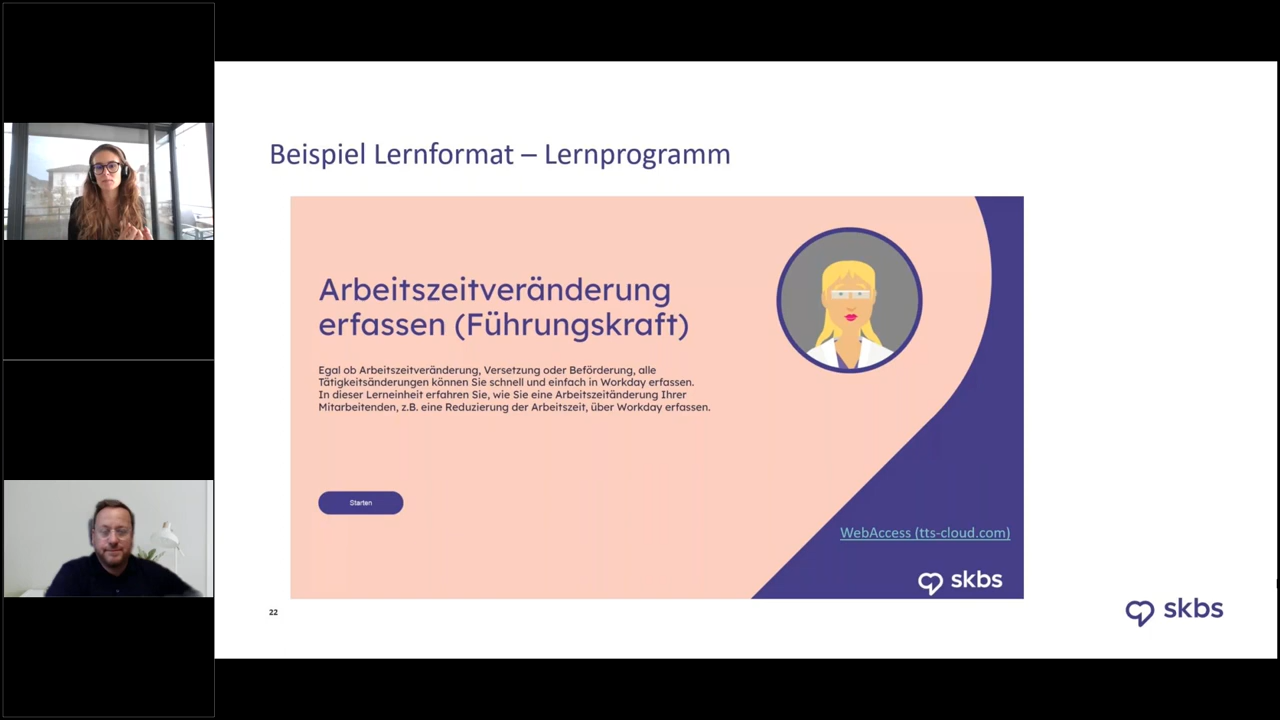 Beispiel Lernformat – Lernprogramm
Arbeitszeitveränderung
erfassen (Führungskraft)
Egal ob Arbeitszeitveränderung, Versetzung oder Beförderung, alle
Tätigkeitsänderungen können Sie schnell und einfach in Workday erfassen.
In dieser Lerneinheit erfahren Sie, wie Sie eine Arbeitszeitänderung Ihrer
Mitarbeitenden, z.B. eine Reduzierung der Arbeitszeit, über Workday erfassen.
Starten
WebAccess (tts-cloud.com)
skbs
22
skbs